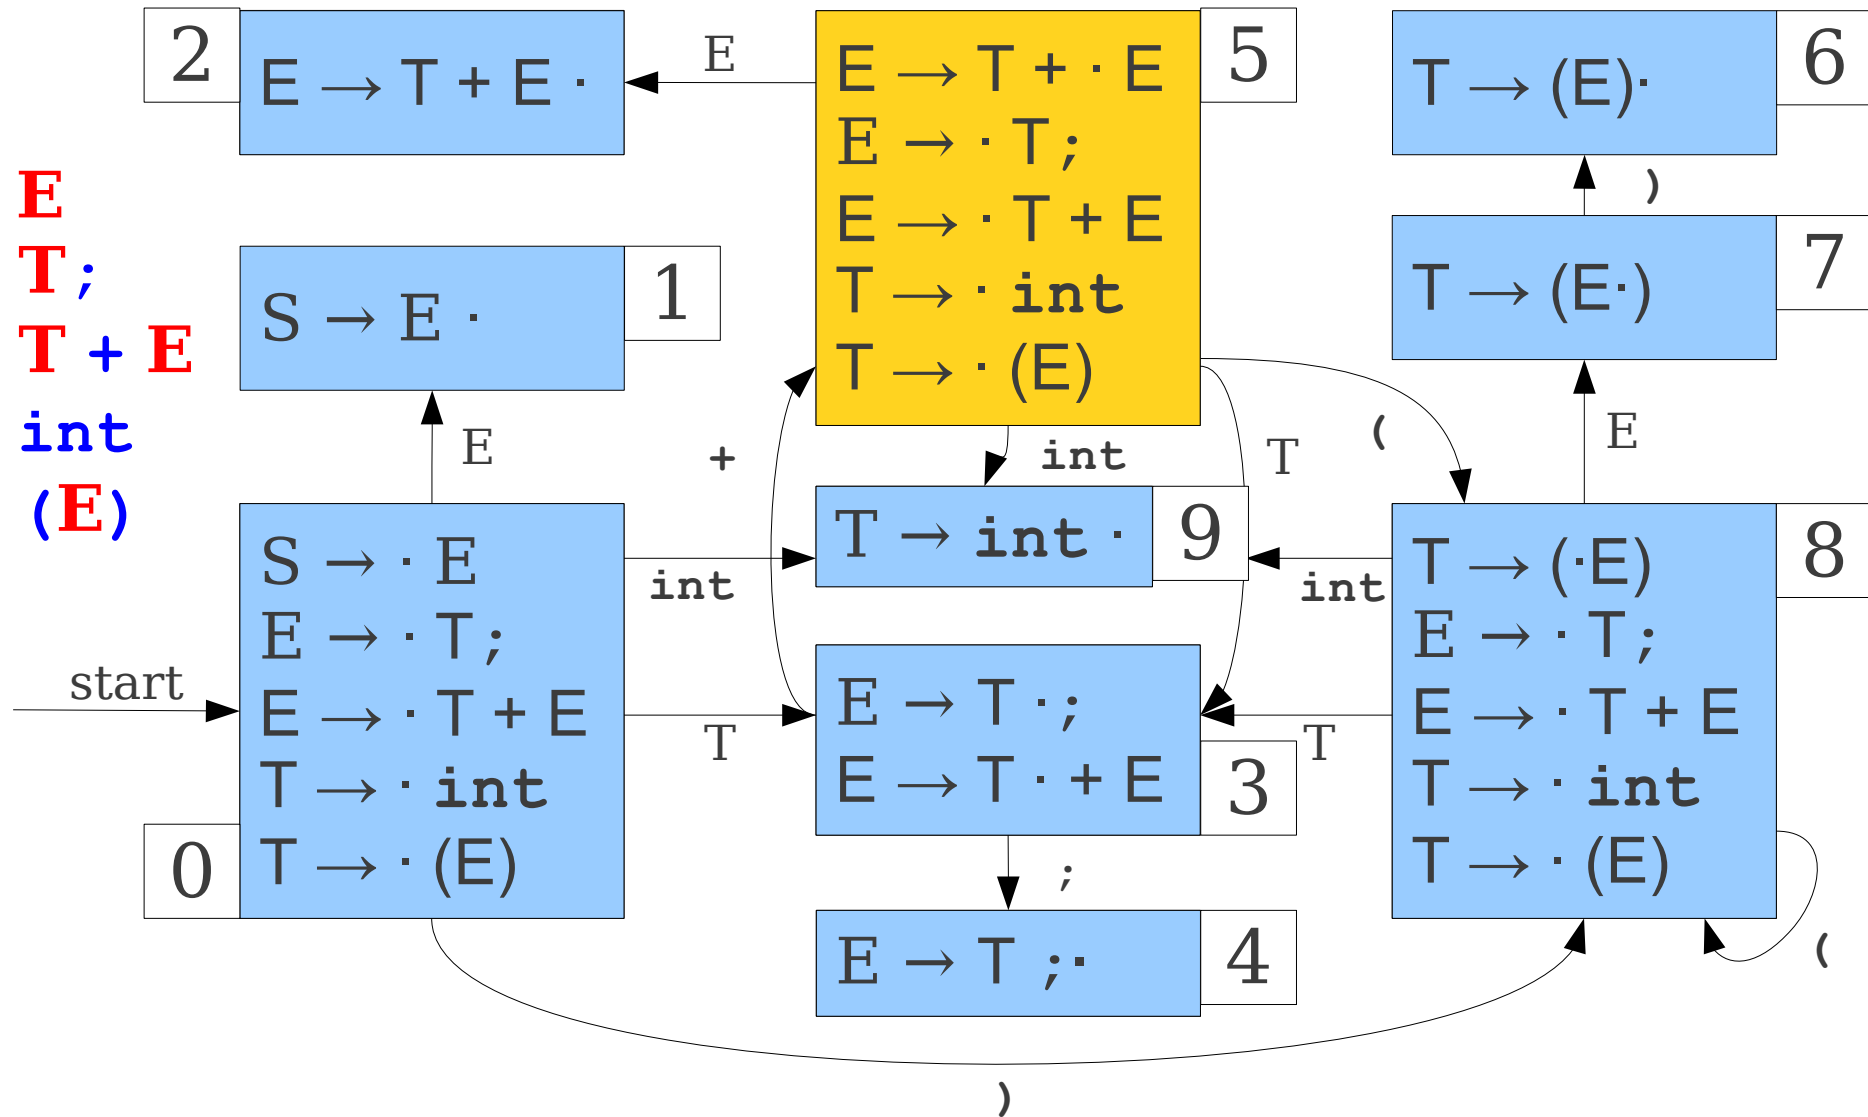 E
T ;
T + E
int
(E)
2
E → T + E ·
E
5
E → T + · E
E → · T ;
E → · T + E
T → · int
T → · (E)
6
T → (E)·
)
7
T → (E·)
E
1
S → E ·
E
+
int
T
(
9
T → int ·
int
int
start
0
S → · E
E → · T ;
E → · T + E
T → · int
T → · (E)
T
3
E → T · ;
E → T · + E
T
8
T → (·E)
E → · T ;
E → · T + E
T → · int
T → · (E)
;
4
E → T ; ·
(
)